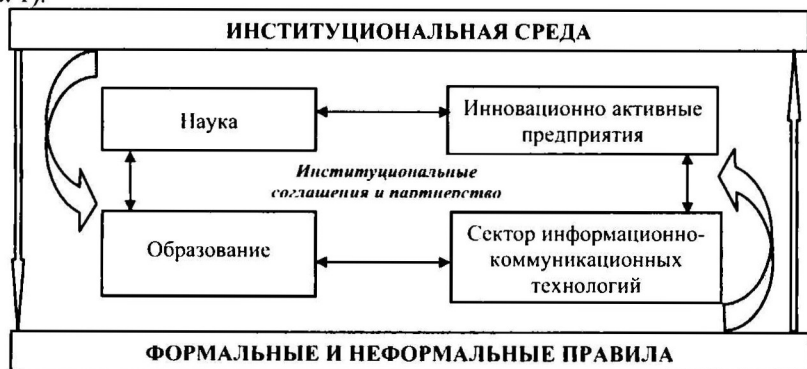 ИНСТИТУЦИОНАЛЬНАЯ СРЕДА
Наука
Инновационно активные
предприятия
Институциональные
соглашения и партнерство
Образование
Сектор информационно-
коммуникационных
технологий
ФОРМАЛЬНЫЕ И НЕФОРМАЛЬНЫЕ ПРАВИЛА